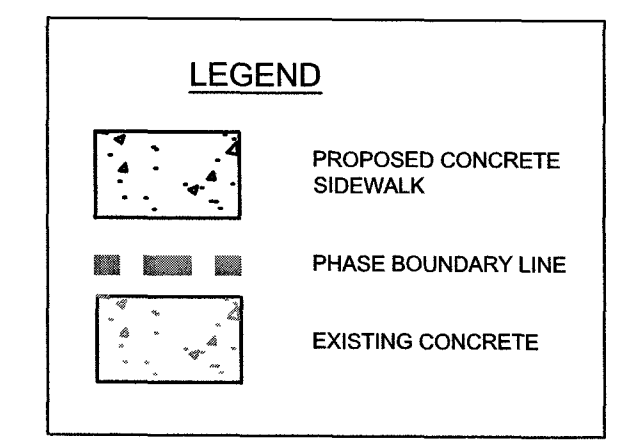 LEGEND
PROPOSED CONCRETE
SIDEWALK
PHASE BOUNDARY LINE
EXISTING CONCRETE